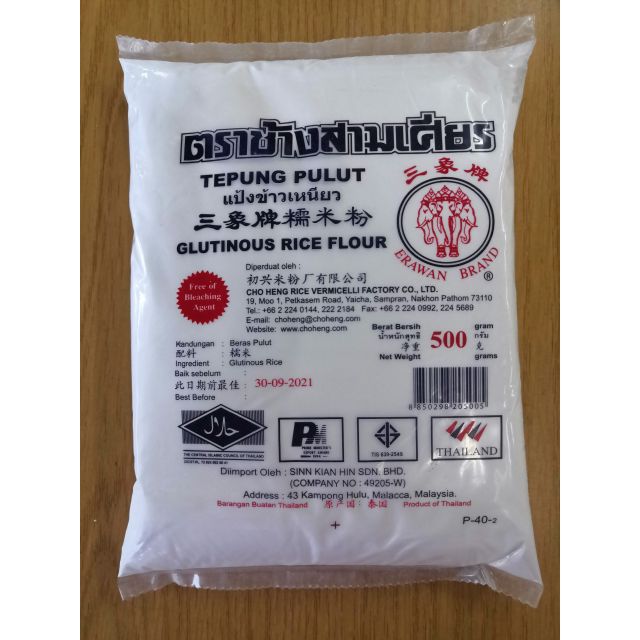 ตราช้างสามเศียร
TEPUNG PULUT
แป้งข้าวเหนียว
三象牌糯米粉
GLUTINOUS RICE FLOUR
三象牌
ERAWAN BRAND
®
Free of
Bleaching
Agent
Diperduat oleh :
初兴米粉厂有限公司
CHO HENG RICE VERMICELLI FACTORY CO., LTD.
19, Moo 1, Petkasem Road, Yaicha, Sampran, Nakhon Pathom 73110
Tel.: +66 2 224 0144, 222 2184 Fax: +66 2 224 0992, 224 5689
E-mail: choheng@choheng.com
Website: www.choheng.com
Kandungan : Beras Pulut
配料 : 糯米
Ingredient : Glutinous Rice
Baik sebelum :
此日期前最佳 : 30-09-2021
Best Before :
Berat Bersih
น้ำหนักสุทธิ
净重
Net Weight
500
gram
กรัม
克
grams
8 850298 205005
حلال
THE CENTRAL ISLAMIC COUNCIL OF THAILAND
PM
PRIME MINISTER'S
EXPORT AWARD
TIS 639-2549
THAILAND
Diimport Oleh : SINN KIAN HIN SDN. BHD.
(COMPANY NO : 49205-W)
Address : 43 Kampong Hulu, Malacca, Malaysia.
Barangan Buatan Thailand 原产国: 泰国 Product of Thailand
P-40-2